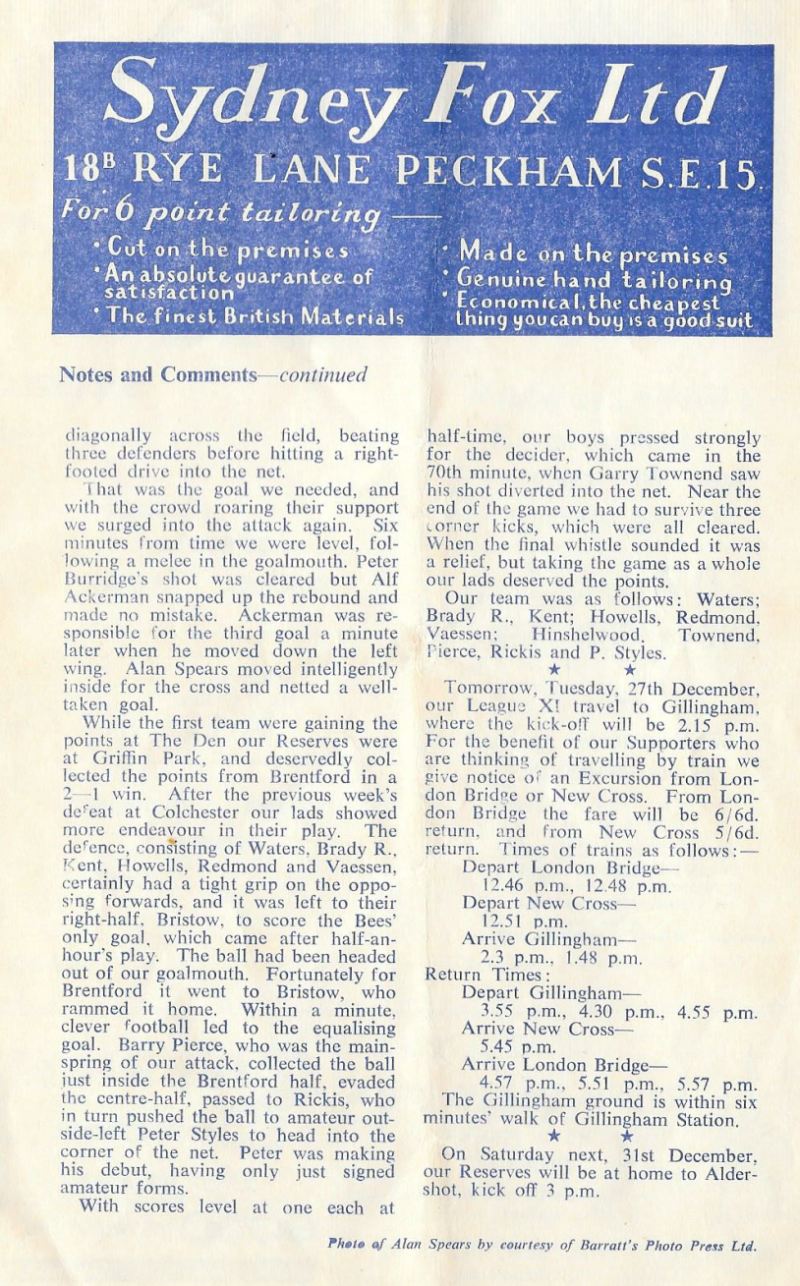 Sydney Fox Ltd
18B RYE LANE PECKHAM S.E.15.
For 6 point tailoring —
• Cut on the premises
• An absolute guarantee of
satisfaction
• The finest British Materials
• Made on the premises
• Genuine hand tailoring
• Economical, the cheapest
thing you can buy is a good suit
Notes and Comments—continued
diagonally across the field, beating
three defenders before hitting a right-
footed drive into the net.
That was the goal we needed, and
with the crowd roaring their support
we surged into the attack again. Six
minutes from time we were level, fol-
lowing a melee in the goalmouth. Peter
Burridge's shot was cleared but Alf
Ackerman snapped up the rebound and
made no mistake. Ackerman was re-
sponsible for the third goal a minute
later when he moved down the left
wing. Alan Spears moved intelligently
inside for the cross and netted a well-
taken goal.
While the first team were gaining the
points at The Den our Reserves were
at Griffin Park, and deservedly col-
lected the points from Brentford in a
2—1 win. After the previous week's
defeat at Colchester our lads showed
more endeavour in their play. The
defence, consisting of Waters, Brady R.,
Kent, Howells, Redmond and Vaessen,
certainly had a tight grip on the oppo-
sing forwards, and it was left to their
right-half, Bristow, to score the Bees'
only goal, which came after half-an-
hour's play. The ball had been headed
out of our goalmouth. Fortunately for
Brentford it went to Bristow, who
rammed it home. Within a minute,
clever football led to the equalising
goal. Barry Pierce, who was the main-
spring of our attack, collected the ball
just inside the Brentford half, evaded
the centre-half, passed to Rickis, who
in turn pushed the ball to amateur out-
side-left Peter Styles to head into the
corner of the net. Peter was making
his debut, having only just signed
amateur forms.
With scores level at one each at
half-time, our boys pressed strongly
for the decider, which came in the
70th minute, when Garry Townend saw
his shot diverted into the net. Near the
end of the game we had to survive three
corner kicks, which were all cleared.
When the final whistle sounded it was
a relief, but taking the game as a whole
our lads deserved the points.
Our team was as follows: Waters;
Brady R., Kent; Howells, Redmond,
Vaessen; Hinshelwood, Townend,
Pierce, Rickis and P. Styles.
★ ★
Tomorrow, Tuesday, 27th December,
our League XI travel to Gillingham,
where the kick-off will be 2.15 p.m.
For the benefit of our Supporters who
are thinking of travelling by train we
give notice of an Excursion from Lon-
don Bridge or New Cross. From Lon-
don Bridge the fare will be 6/6d.
return, and from New Cross 5/6d.
return. Times of trains as follows:—
Depart London Bridge—
12.46 p.m., 12.48 p.m.
Depart New Cross—
12.51 p.m.
Arrive Gillingham—
2.3 p.m., 1.48 p.m.
Return Times:
Depart Gillingham—
3.55 p.m., 4.30 p.m., 4.55 p.m.
Arrive New Cross—
5.45 p.m.
Arrive London Bridge—
4.57 p.m., 5.51 p.m., 5.57 p.m.
The Gillingham ground is within six
minutes' walk of Gillingham Station.
★ ★
On Saturday next, 31st December,
our Reserves will be at home to Alder-
shot, kick off 3 p.m.
Photo of Alan Spears by courtesy of Barratt's Photo Press Ltd.